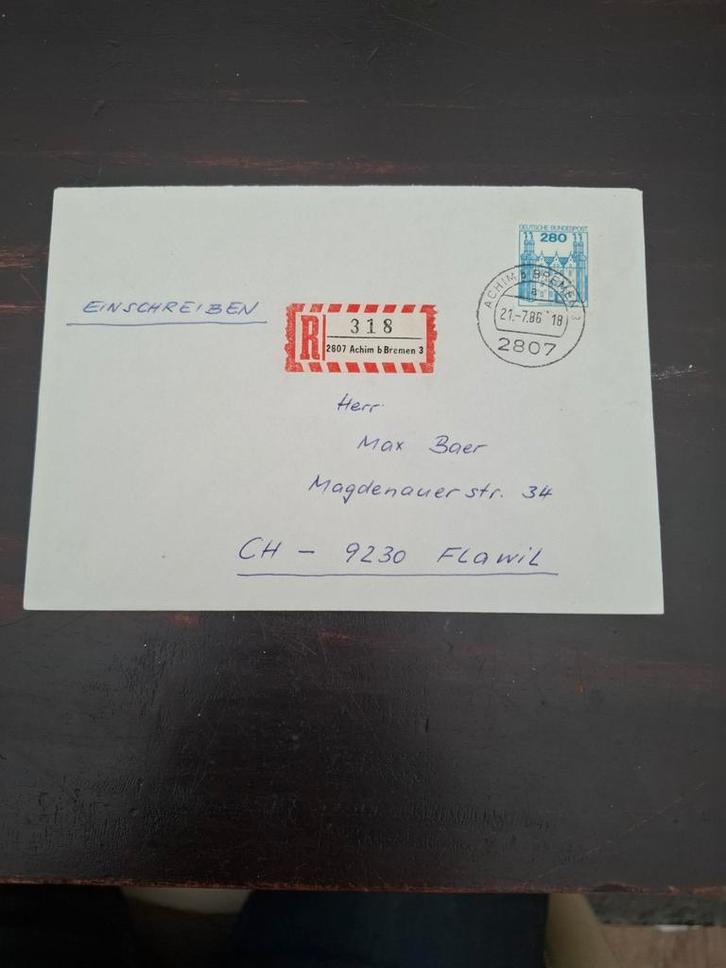 DEUTSCHE BUNDESPOST
280
ACHIM b BREMEN 3
21.-7.86 18
2807
EINSCHREIBEN
R
318
2807 Achim b Bremen 3
Herr
Max Baer
Magdenauerstr. 34
CH - 9230 FLAWIL